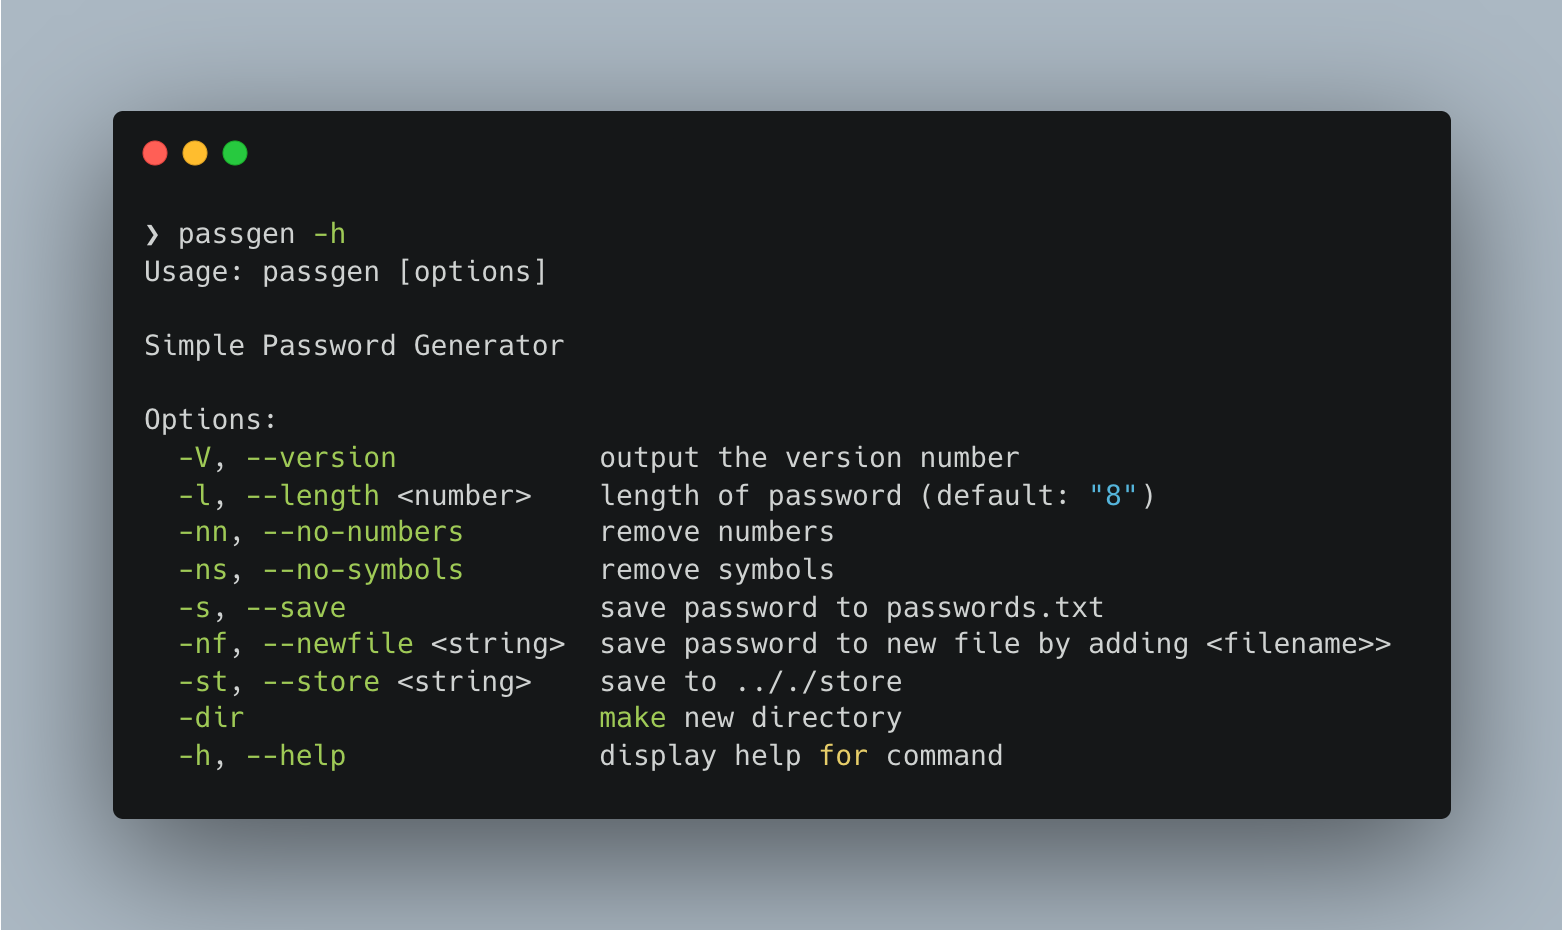 ❯ passgen -h
Usage: passgen [options]
Simple Password Generator
Options:
-V, --version output the version number
-l, --length <number> length of password (default: "8")
-nn, --no-numbers remove numbers
-ns, --no-symbols remove symbols
-s, --save save password to passwords.txt
-nf, --newfile <string> save password to new file by adding <filename>>
-st, --store <string> save to .././store
-dir make new directory
-h, --help display help for command